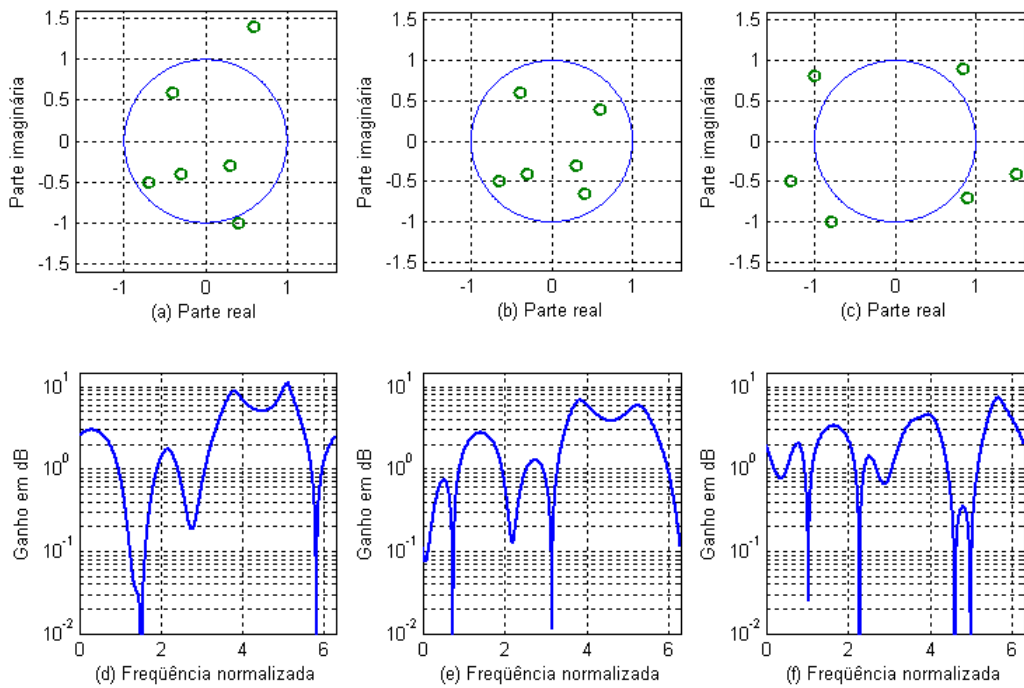 1.5
1
0.5
0
-0.5
-1
-1.5
Parte imaginária
-1 0 1
(a) Parte real
1.5
1
0.5
0
-0.5
-1
-1.5
Parte imaginária
-1 0 1
(b) Parte real
1.5
1
0.5
0
-0.5
-1
-1.5
Parte imaginária
-1 0 1
(c) Parte real
10^1
10^0
10^-1
10^-2
Ganho em dB
0 2 4 6
(d) Freqüência normalizada
10^1
10^0
10^-1
10^-2
Ganho em dB
0 2 4 6
(e) Freqüência normalizada
10^1
10^0
10^-1
10^-2
Ganho em dB
0 2 4 6
(f) Freqüência normalizada